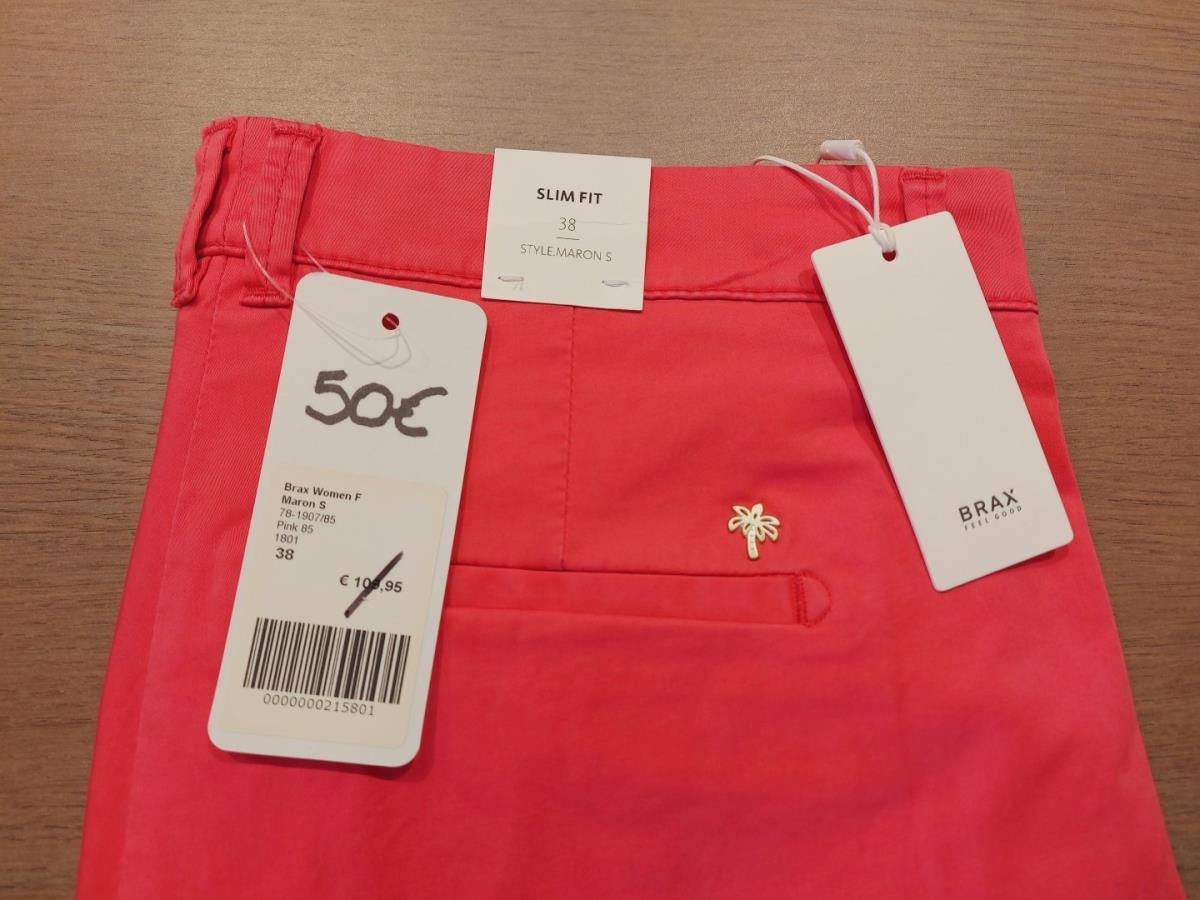 SLIM FIT
38
STYLE.MARON S
50€
Brax Women F
Maron S
78-1907/85
Pink 85
1801
38
€ 109,95
0000000215801
BRAX
FEEL GOOD